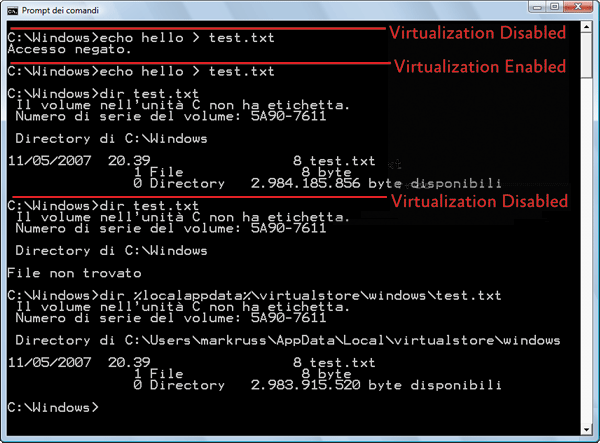 Prompt dei comandi
C:\Windows>echo hello > test.txt
Virtualization Disabled
Accesso negato.
C:\Windows>echo hello > test.txt
Virtualization Enabled
C:\Windows>dir test.txt
Il volume nell'unità C non ha etichetta.
Numero di serie del volume: 5A90-7611
Directory di C:\Windows
11/05/2007  20.39                 8 test.txt
1 File              8 byte
0 Directory   2.984.185.856 byte disponibili
Virtualization Disabled
C:\Windows>dir test.txt
Il volume nell'unità C non ha etichetta.
Numero di serie del volume: 5A90-7611
Directory di C:\Windows
File non trovato
C:\Windows>dir %localappdata%\virtualstore\windows\test.txt
Il volume nell'unità C non ha etichetta.
Numero di serie del volume: 5A90-7611
Directory di C:\Users\markruss\AppData\Local\virtualstore\windows
11/05/2007  20.39                 8 test.txt
1 File              8 byte
0 Directory   2.983.915.520 byte disponibili
C:\Windows>